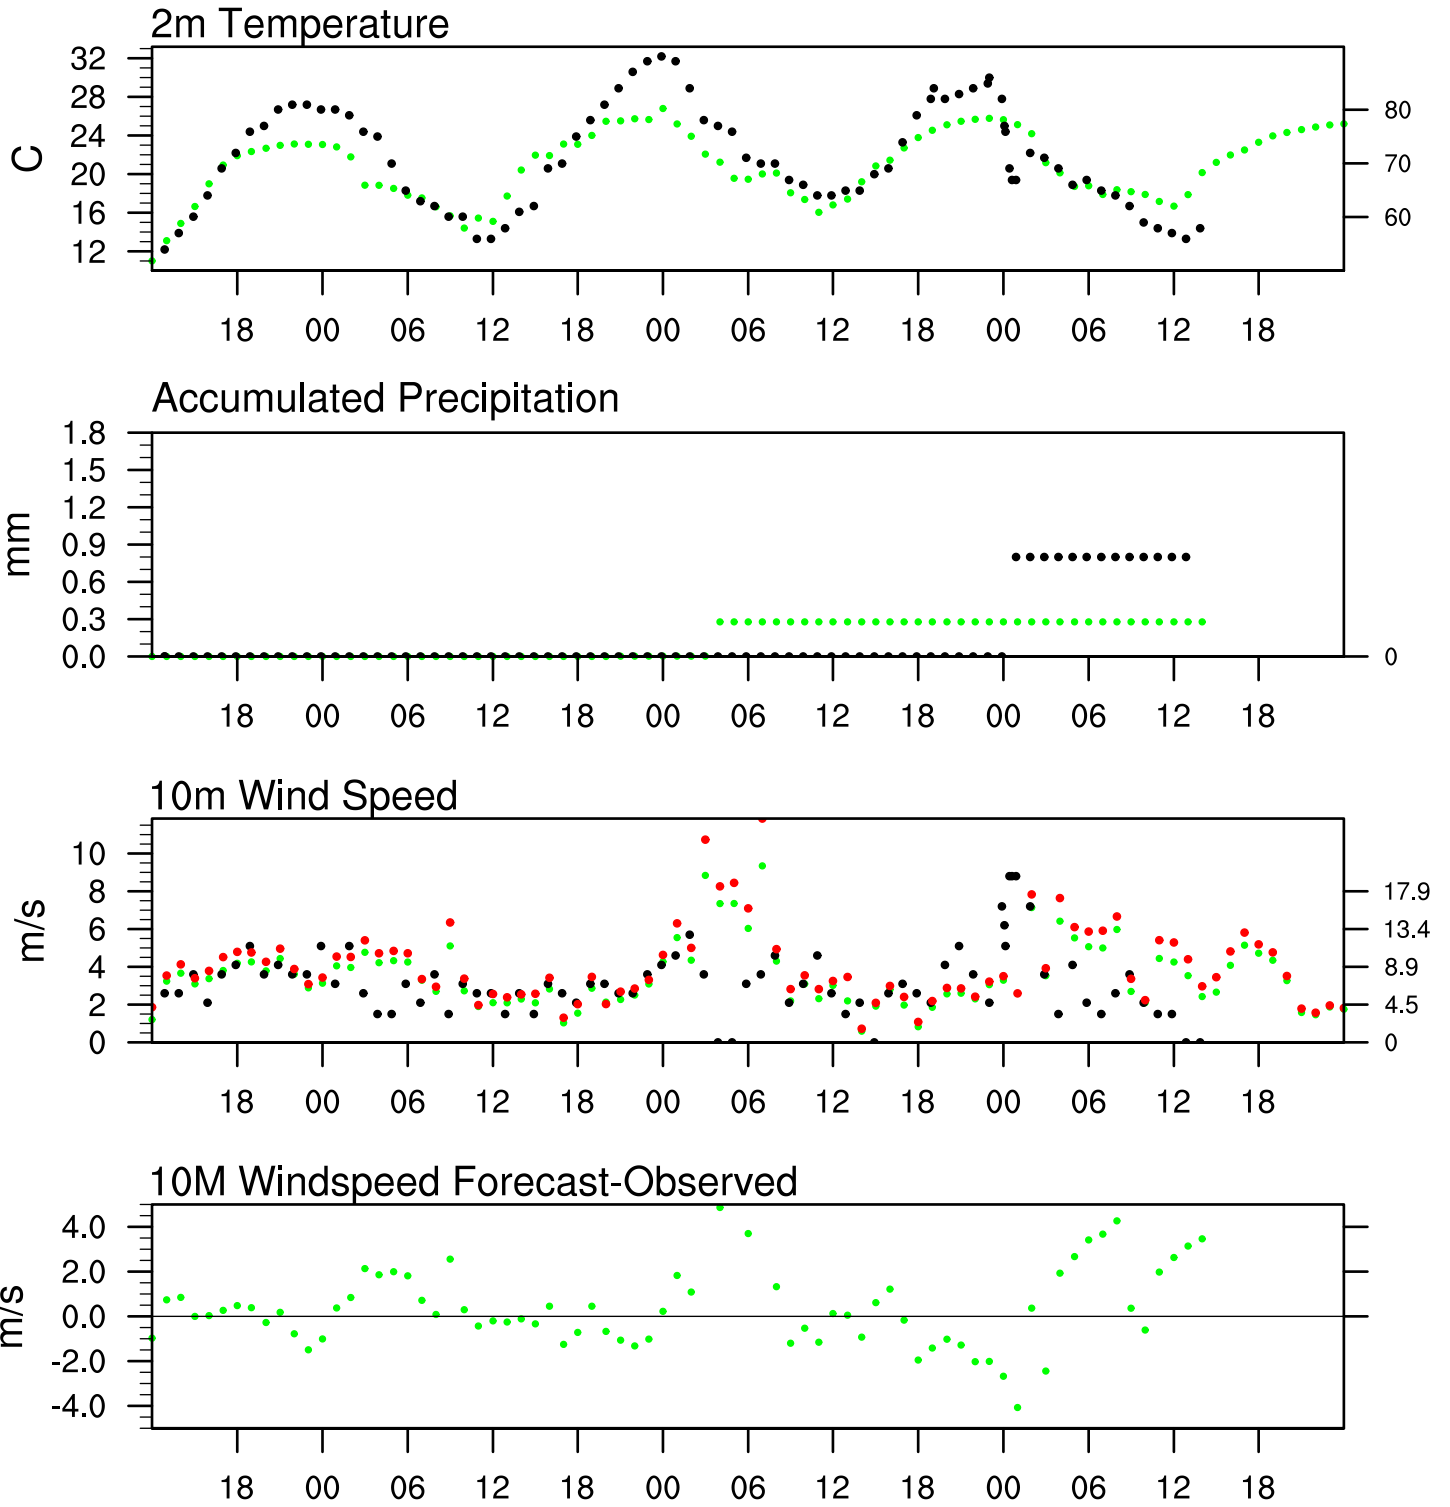 2m Temperature
32
28
24
20
16
12
C
80
70
60
18 00 06 12 18 00 06 12 18 00 06 12 18
Accumulated Precipitation
1.8
1.5
1.2
0.9
0.6
0.3
0.0
mm
0
18 00 06 12 18 00 06 12 18 00 06 12 18
10m Wind Speed
10
8
6
4
2
0
m/s
17.9
13.4
8.9
4.5
0
18 00 06 12 18 00 06 12 18 00 06 12 18
10M Windspeed Forecast-Observed
4.0
2.0
0.0
-2.0
-4.0
m/s
18 00 06 12 18 00 06 12 18 00 06 12 18